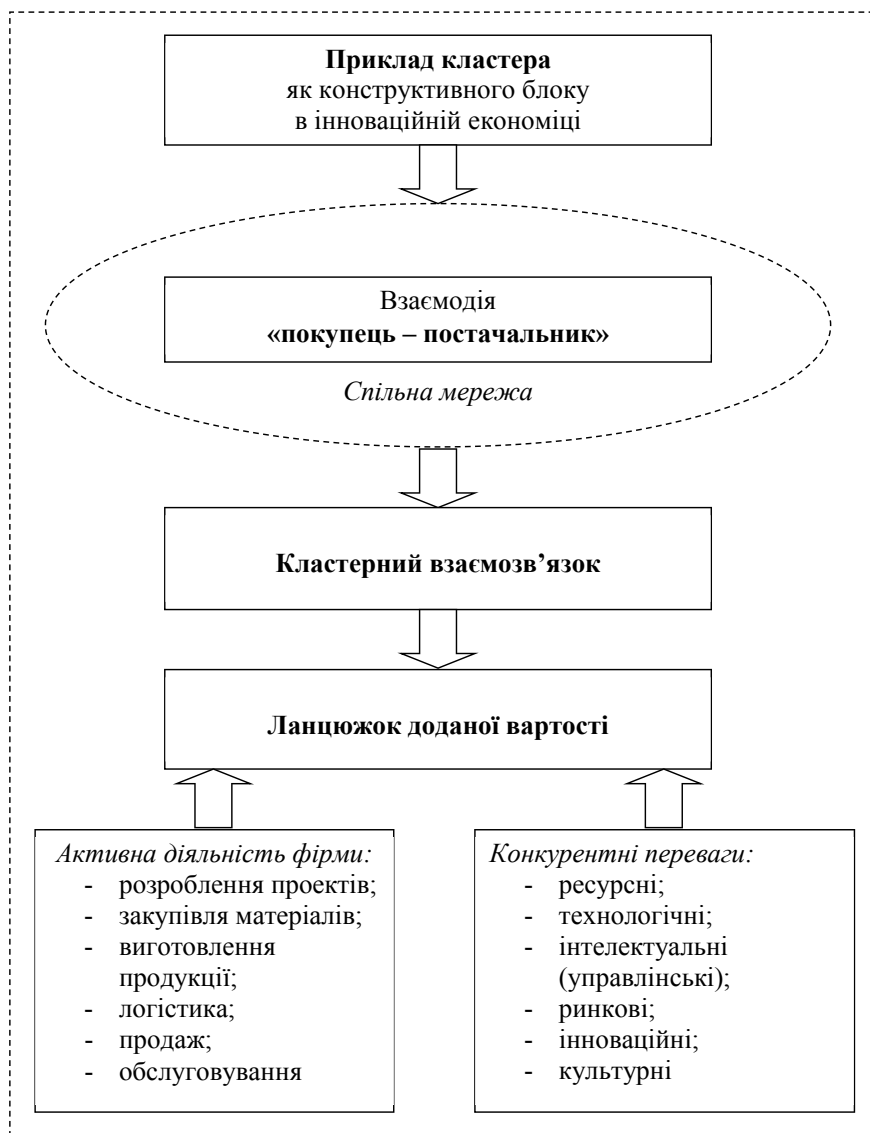 Приклад кластера
як конструктивного блоку
в інноваційній економіці
Взаємодія
«покупець – постачальник»
Спільна мережа
Кластерний взаємозв’язок
Ланцюжок доданої вартості
Активна діяльність фірми:
- розроблення проектів;
- закупівля матеріалів;
- виготовлення
продукції;
- логістика;
- продаж;
- обслуговування
Конкурентні переваги:
- ресурсні;
- технологічні;
- інтелектуальні
(управлінські);
- ринкові;
- інноваційні;
- культурні